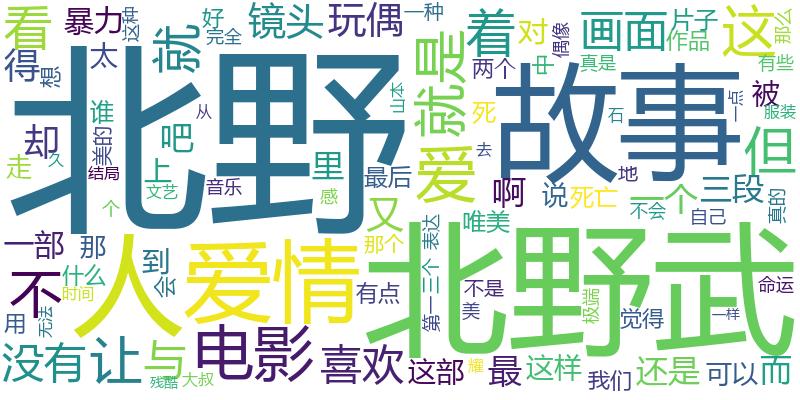 看
暴力
这种
好
完全
镜头
玩偶
一种
着
对
偶像
画面
片子
作品
这
那么
得
想
太
就
就是
两个
中
真是
有些
北野
故事
却
谁
美的
吧
从
山本
爱
死
去
石
一点
被
服装
但
走
久
结局
上
文艺
音乐
里
最后
啊
说
死亡
地
一个
三段
个
感
又
唯美
不会
自己
真的
一部
那
到
人
爱情
那个
表达
北野武
不
什么
会
有点
第一
三个
不是
美
极端
觉得
一样
命运
用
时间
无法
没有
让
与
电影
喜欢
这部
耀
最
这样
我们
还是
可以
而
残酷
大叔